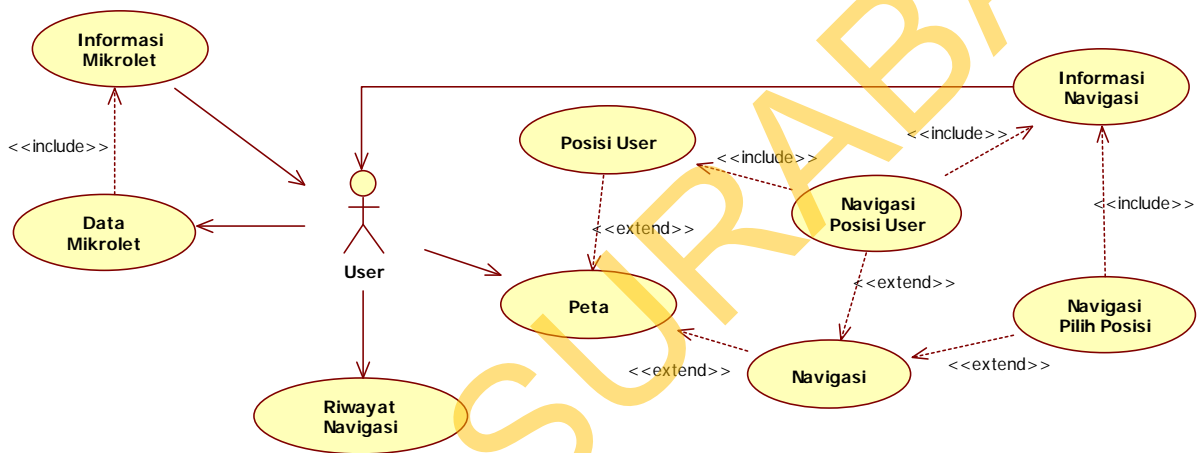 Informasi
Mikrolet
<<include>>
Data
Mikrolet
User
Riwayat
Navigasi
Posisi User
<<extend>>
Peta
<<include>>
Navigasi
Posisi User
<<extend>>
Navigasi
<<extend>>
Informasi
Navigasi
<<include>>
<<include>>
Navigasi
Pilih Posisi
<<extend>>
SURABA